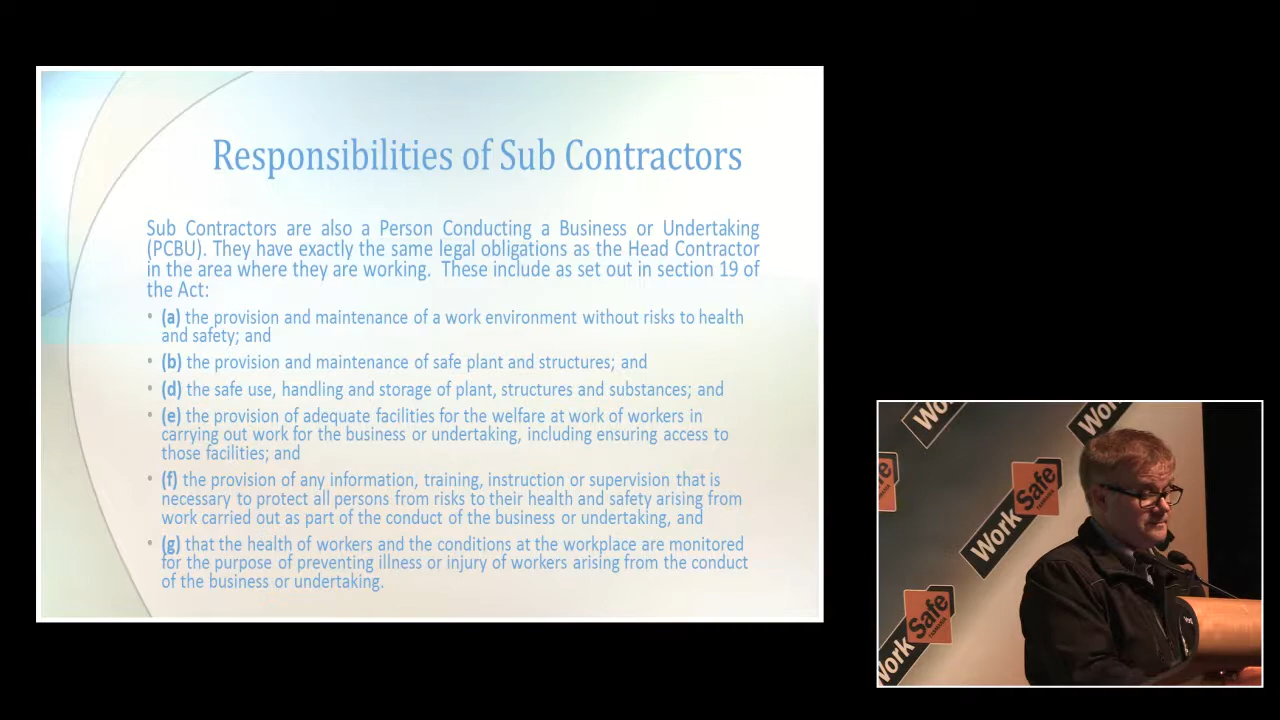 Responsibilities of Sub Contractors
Sub Contractors are also a Person Conducting a Business or Undertaking
(PCBU). They have exactly the same legal obligations as the Head Contractor
in the area where they are working. These include as set out in section 19 of
the Act:
• (a) the provision and maintenance of a work environment without risks to health
and safety; and
• (b) the provision and maintenance of safe plant and structures; and
• (d) the safe use, handling and storage of plant, structures and substances; and
• (e) the provision of adequate facilities for the welfare at work of workers in
carrying out work for the business or undertaking, including ensuring access to
those facilities; and
• (f) the provision of any information, training, instruction or supervision that is
necessary to protect all persons from risks to their health and safety arising from
work carried out as part of the conduct of the business or undertaking, and
• (g) that the health of workers and the conditions at the workplace are monitored
for the purpose of preventing illness or injury of workers arising from the conduct
of the business or undertaking.
Wo
Wor
afe
Work Safe
Work Safe
TASMANIA